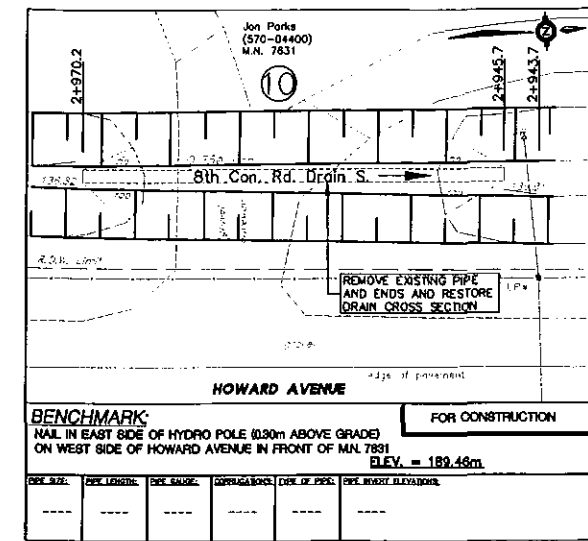 Jon Parks
(570-04400)
M.N. 7831
10
2+970.2
2+945.7
2+943.7
8th Con. Rd. Drain S.
R.O.W. Limit
REMOVE EXISTING PIPE
AND ENDS AND RESTORE
DRAIN CROSS SECTION
edge of pavement
HOWARD AVENUE
BENCHMARK:
NAIL IN EAST SIDE OF HYDRO POLE (0.30m ABOVE GRADE)
ON WEST SIDE OF HOWARD AVENUE IN FRONT OF M.N. 7831
ELEV. = 189.46m
FOR CONSTRUCTION
PIPE SIZE: PIPE LENGTH: PIPE GAUGE: CORRUGATIONS: TYPE OF PIPE: PIPE INVERT ELEVATIONS:
---- ---- ---- ---- ---- ----